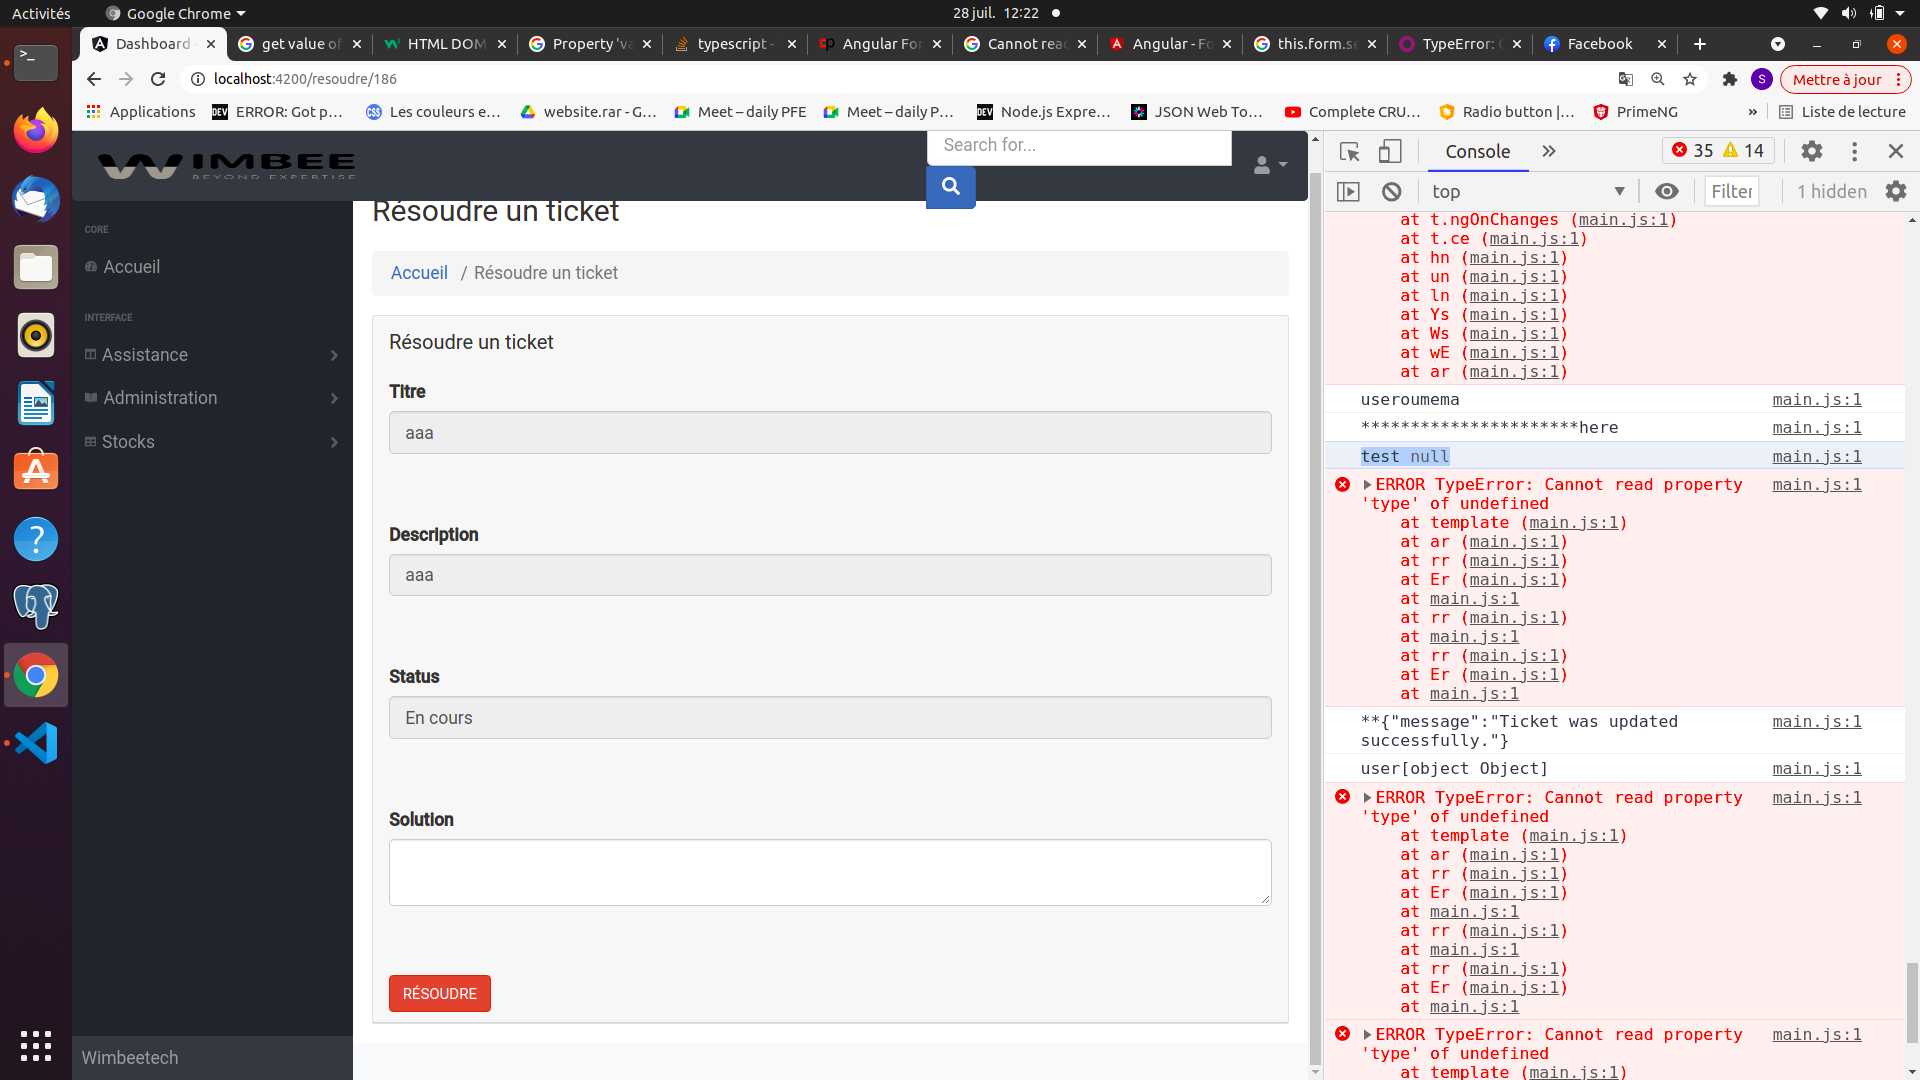 Activités
Google Chrome
28 juil. 12:22
Dashboard -
get value of
HTML DOM
Property 'va
typescript -
Angular For
Cannot read
Angular - Fo
this.form.se
TypeError: C
Facebook
localhost:4200/resoudre/186
S
Mettre à jour
Applications
ERROR: Got p…
Les couleurs e…
website.rar - G…
Meet – daily PFE
Meet – daily P…
Node.js Expre…
JSON Web To…
Complete CRU…
Radio button |…
PrimeNG
»
Liste de lecture
WIMBEE
BEYOND EXPERTISE
Search for...
CORE
Accueil
INTERFACE
Assistance
Administration
Stocks
Wimbeetech
Résoudre un ticket
Accueil / Résoudre un ticket
Résoudre un ticket
Titre
aaa
Description
aaa
Status
En cours
Solution
RÉSOUDRE
Console
35
14
top
Filter
1 hidden
at t.ngOnChanges (main.js:1)
at t.ce (main.js:1)
at hn (main.js:1)
at un (main.js:1)
at ln (main.js:1)
at Ys (main.js:1)
at Ws (main.js:1)
at wE (main.js:1)
at ar (main.js:1)
useroumema main.js:1
**********************here main.js:1
test null main.js:1
ERROR TypeError: Cannot read property main.js:1
'type' of undefined
at template (main.js:1)
at ar (main.js:1)
at rr (main.js:1)
at Er (main.js:1)
at main.js:1
at rr (main.js:1)
at main.js:1
at rr (main.js:1)
at Er (main.js:1)
at main.js:1
**{"message":"Ticket was updated main.js:1
successfully."}
user[object Object] main.js:1
ERROR TypeError: Cannot read property main.js:1
'type' of undefined
at template (main.js:1)
at ar (main.js:1)
at rr (main.js:1)
at Er (main.js:1)
at main.js:1
at rr (main.js:1)
at main.js:1
at rr (main.js:1)
at Er (main.js:1)
at main.js:1
ERROR TypeError: Cannot read property main.js:1
'type' of undefined
at template (main.js:1)